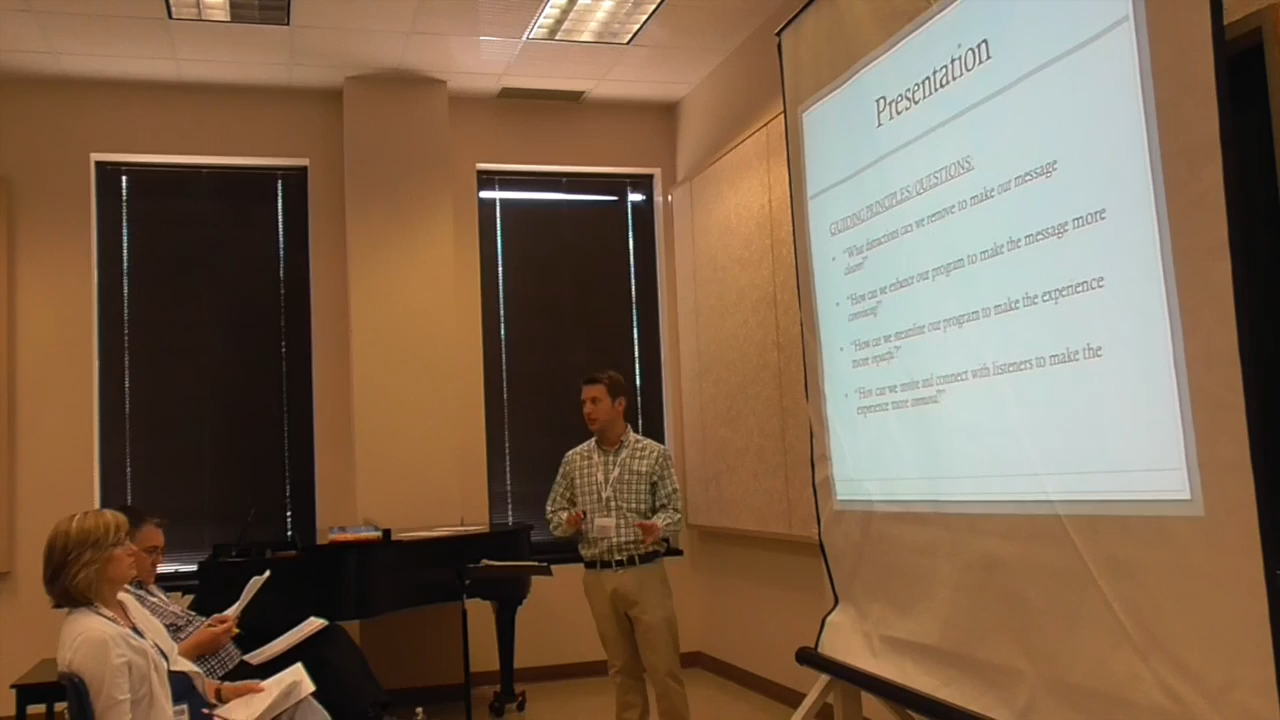 Presentation
GUIDING PRINCIPLES/QUESTIONS:
• "What distractions can we remove to make our message
clearer?"
• "How can we enhance our program to make the message more
convincing?"
• "How can we streamline our program to make the experience
more
• "How can we invite and connect with listeners to make the
experience more